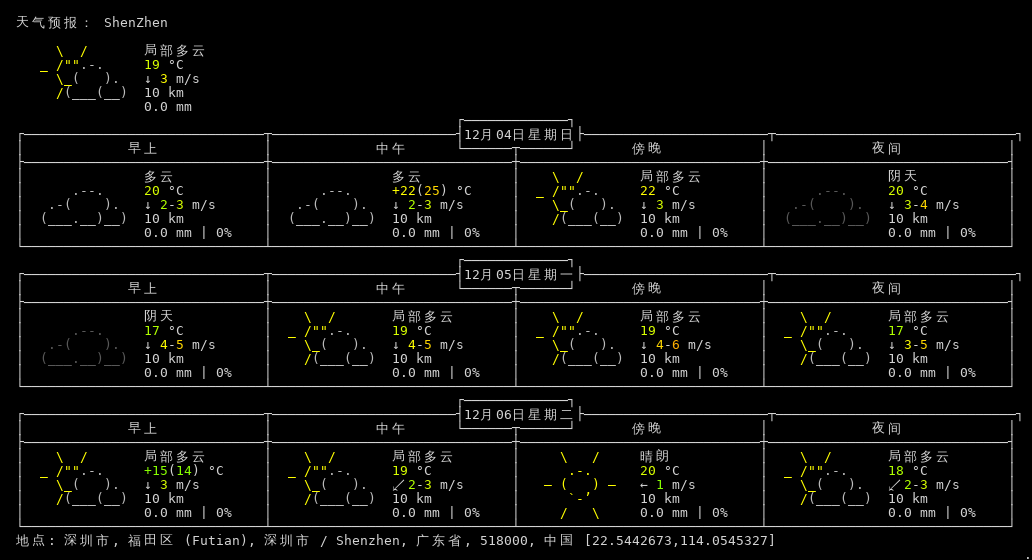 天气预报： ShenZhen
局部多云
19 °C
↓ 3 m/s
10 km
0.0 mm
12月04日星期日
早上 中午 傍晚 夜间
多云 多云 局部多云 阴天
20 °C +22(25) °C 22 °C 20 °C
↓ 2-3 m/s ↓ 2-3 m/s ↓ 3 m/s ↓ 3-4 m/s
10 km 10 km 10 km 10 km
0.0 mm | 0% 0.0 mm | 0% 0.0 mm | 0% 0.0 mm | 0%
12月05日星期一
早上 中午 傍晚 夜间
阴天 局部多云 局部多云 局部多云
17 °C 19 °C 19 °C 17 °C
↓ 4-5 m/s ↓ 4-5 m/s ↓ 4-6 m/s ↓ 3-5 m/s
10 km 10 km 10 km 10 km
0.0 mm | 0% 0.0 mm | 0% 0.0 mm | 0% 0.0 mm | 0%
12月06日星期二
早上 中午 傍晚 夜间
局部多云 局部多云 晴朗 局部多云
+15(14) °C 19 °C 20 °C 18 °C
↓ 3 m/s ↙ 2-3 m/s ← 1 m/s ↙ 2-3 m/s
10 km 10 km 10 km 10 km
0.0 mm | 0% 0.0 mm | 0% 0.0 mm | 0% 0.0 mm | 0%
地点: 深圳市, 福田区 (Futian), 深圳市 / Shenzhen, 广东省, 518000, 中国 [22.5442673,114.0545327]